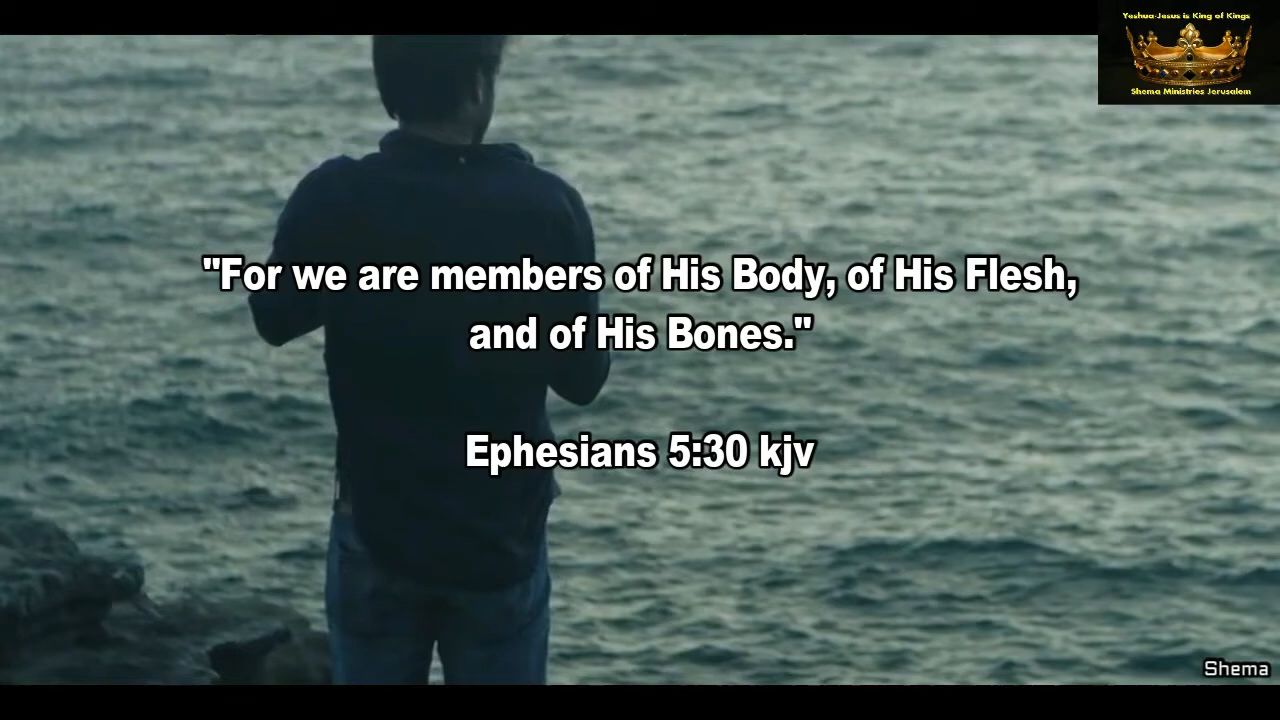 Yeshua-Jesus is King of Kings
Shema Ministries Jerusalem
"For we are members of His Body, of His Flesh,
and of His Bones."
Ephesians 5:30 kjv
Shema